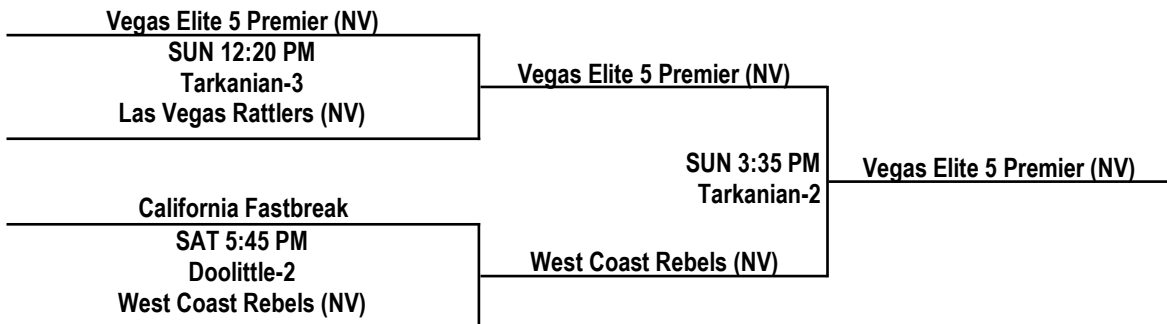 Vegas Elite 5 Premier (NV)
SUN 12:20 PM
Tarkanian-3
Las Vegas Rattlers (NV)
Vegas Elite 5 Premier (NV)
SUN 3:35 PM
Tarkanian-2
Vegas Elite 5 Premier (NV)
California Fastbreak
SAT 5:45 PM
Doolittle-2
West Coast Rebels (NV)
West Coast Rebels (NV)